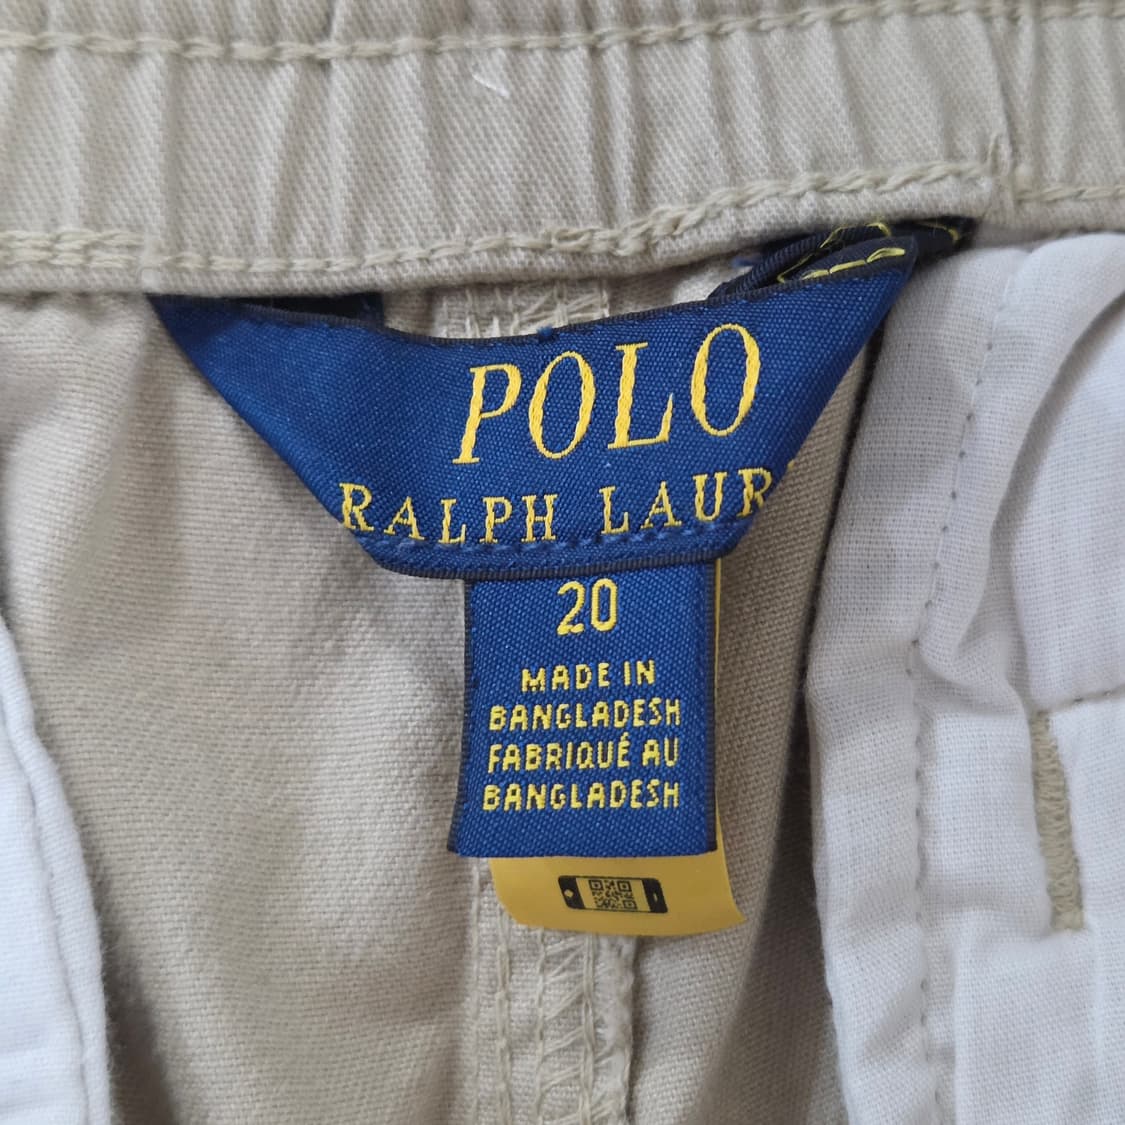 POLO
RALPH LAUR
20
MADE IN
BANGLADESH
FABRIQUÉ AU
BANGLADESH